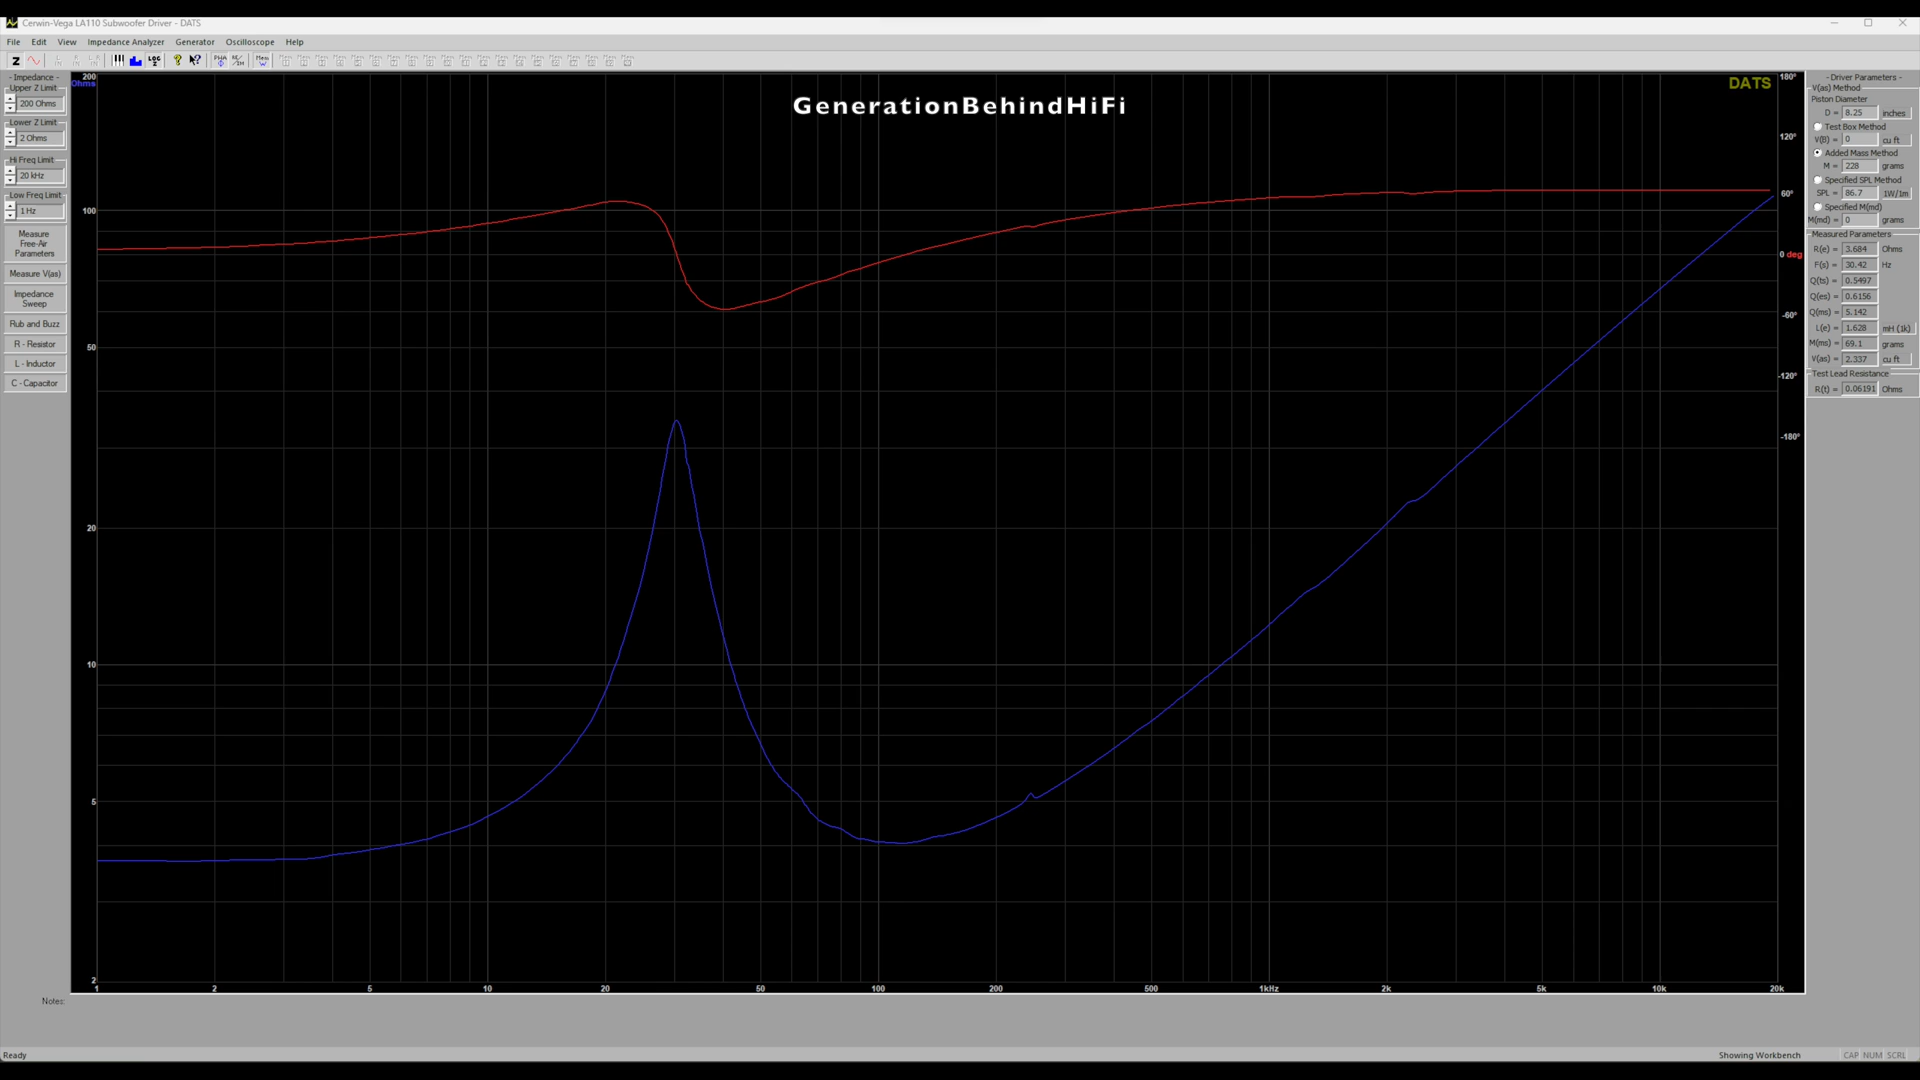 Cerwin-Vega LA110 Subwoofer Driver - DATS
File Edit View Impedance Analyzer Generator Oscilloscope Help
Z LOG Z ? ? PHA Meas
- Impedance -
Upper Z Limit
200 Ohms
Lower Z Limit
2 Ohms
Hi Freq Limit
20 kHz
Low Freq Limit
1 Hz
Measure
Free-Air
Parameters
Measure V(as)
Impedance
Sweep
Rub and Buzz
R - Resistor
L - Inductor
C - Capacitor
200
Ohms
100
50
20
10
5
2
GenerationBehindHiFi
DATS
180°
120°
60°
0 deg
-60°
-120°
-180°
1 2 5 10 20 50 100 200 500 1kHz 2k 5k 10k 20k
- Driver Parameters -
V(as) Method
Piston Diameter
D = 8.25 inches
Test Box Method
V(B) = 0 cu ft
Added Mass Method
M = 228 grams
Specified SPL Method
SPL = 86.7 1W/1m
Specified M(md)
M(md) = 0 grams
Measured Parameters
R(e) = 3.684 Ohms
F(s) = 30.42 Hz
Q(ts) = 0.5497
Q(es) = 0.6156
Q(ms) = 5.142
L(e) = 1.628 mH (1k)
M(ms) = 69.1 grams
V(as) = 2.337 cu ft
Test Lead Resistance
R(t) = 0.06191 Ohms
Notes:
Ready
Showing Workbench
CAP NUM SCRL